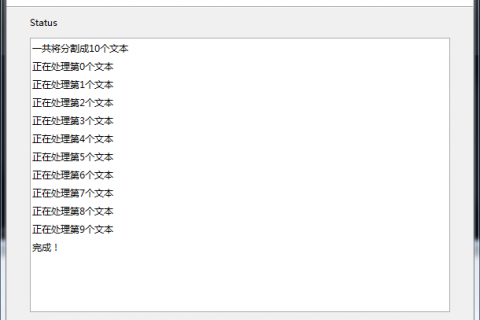 Status
一共将分割成10个文本
正在处理第0个文本
正在处理第1个文本
正在处理第2个文本
正在处理第3个文本
正在处理第4个文本
正在处理第5个文本
正在处理第6个文本
正在处理第7个文本
正在处理第8个文本
正在处理第9个文本
完成！